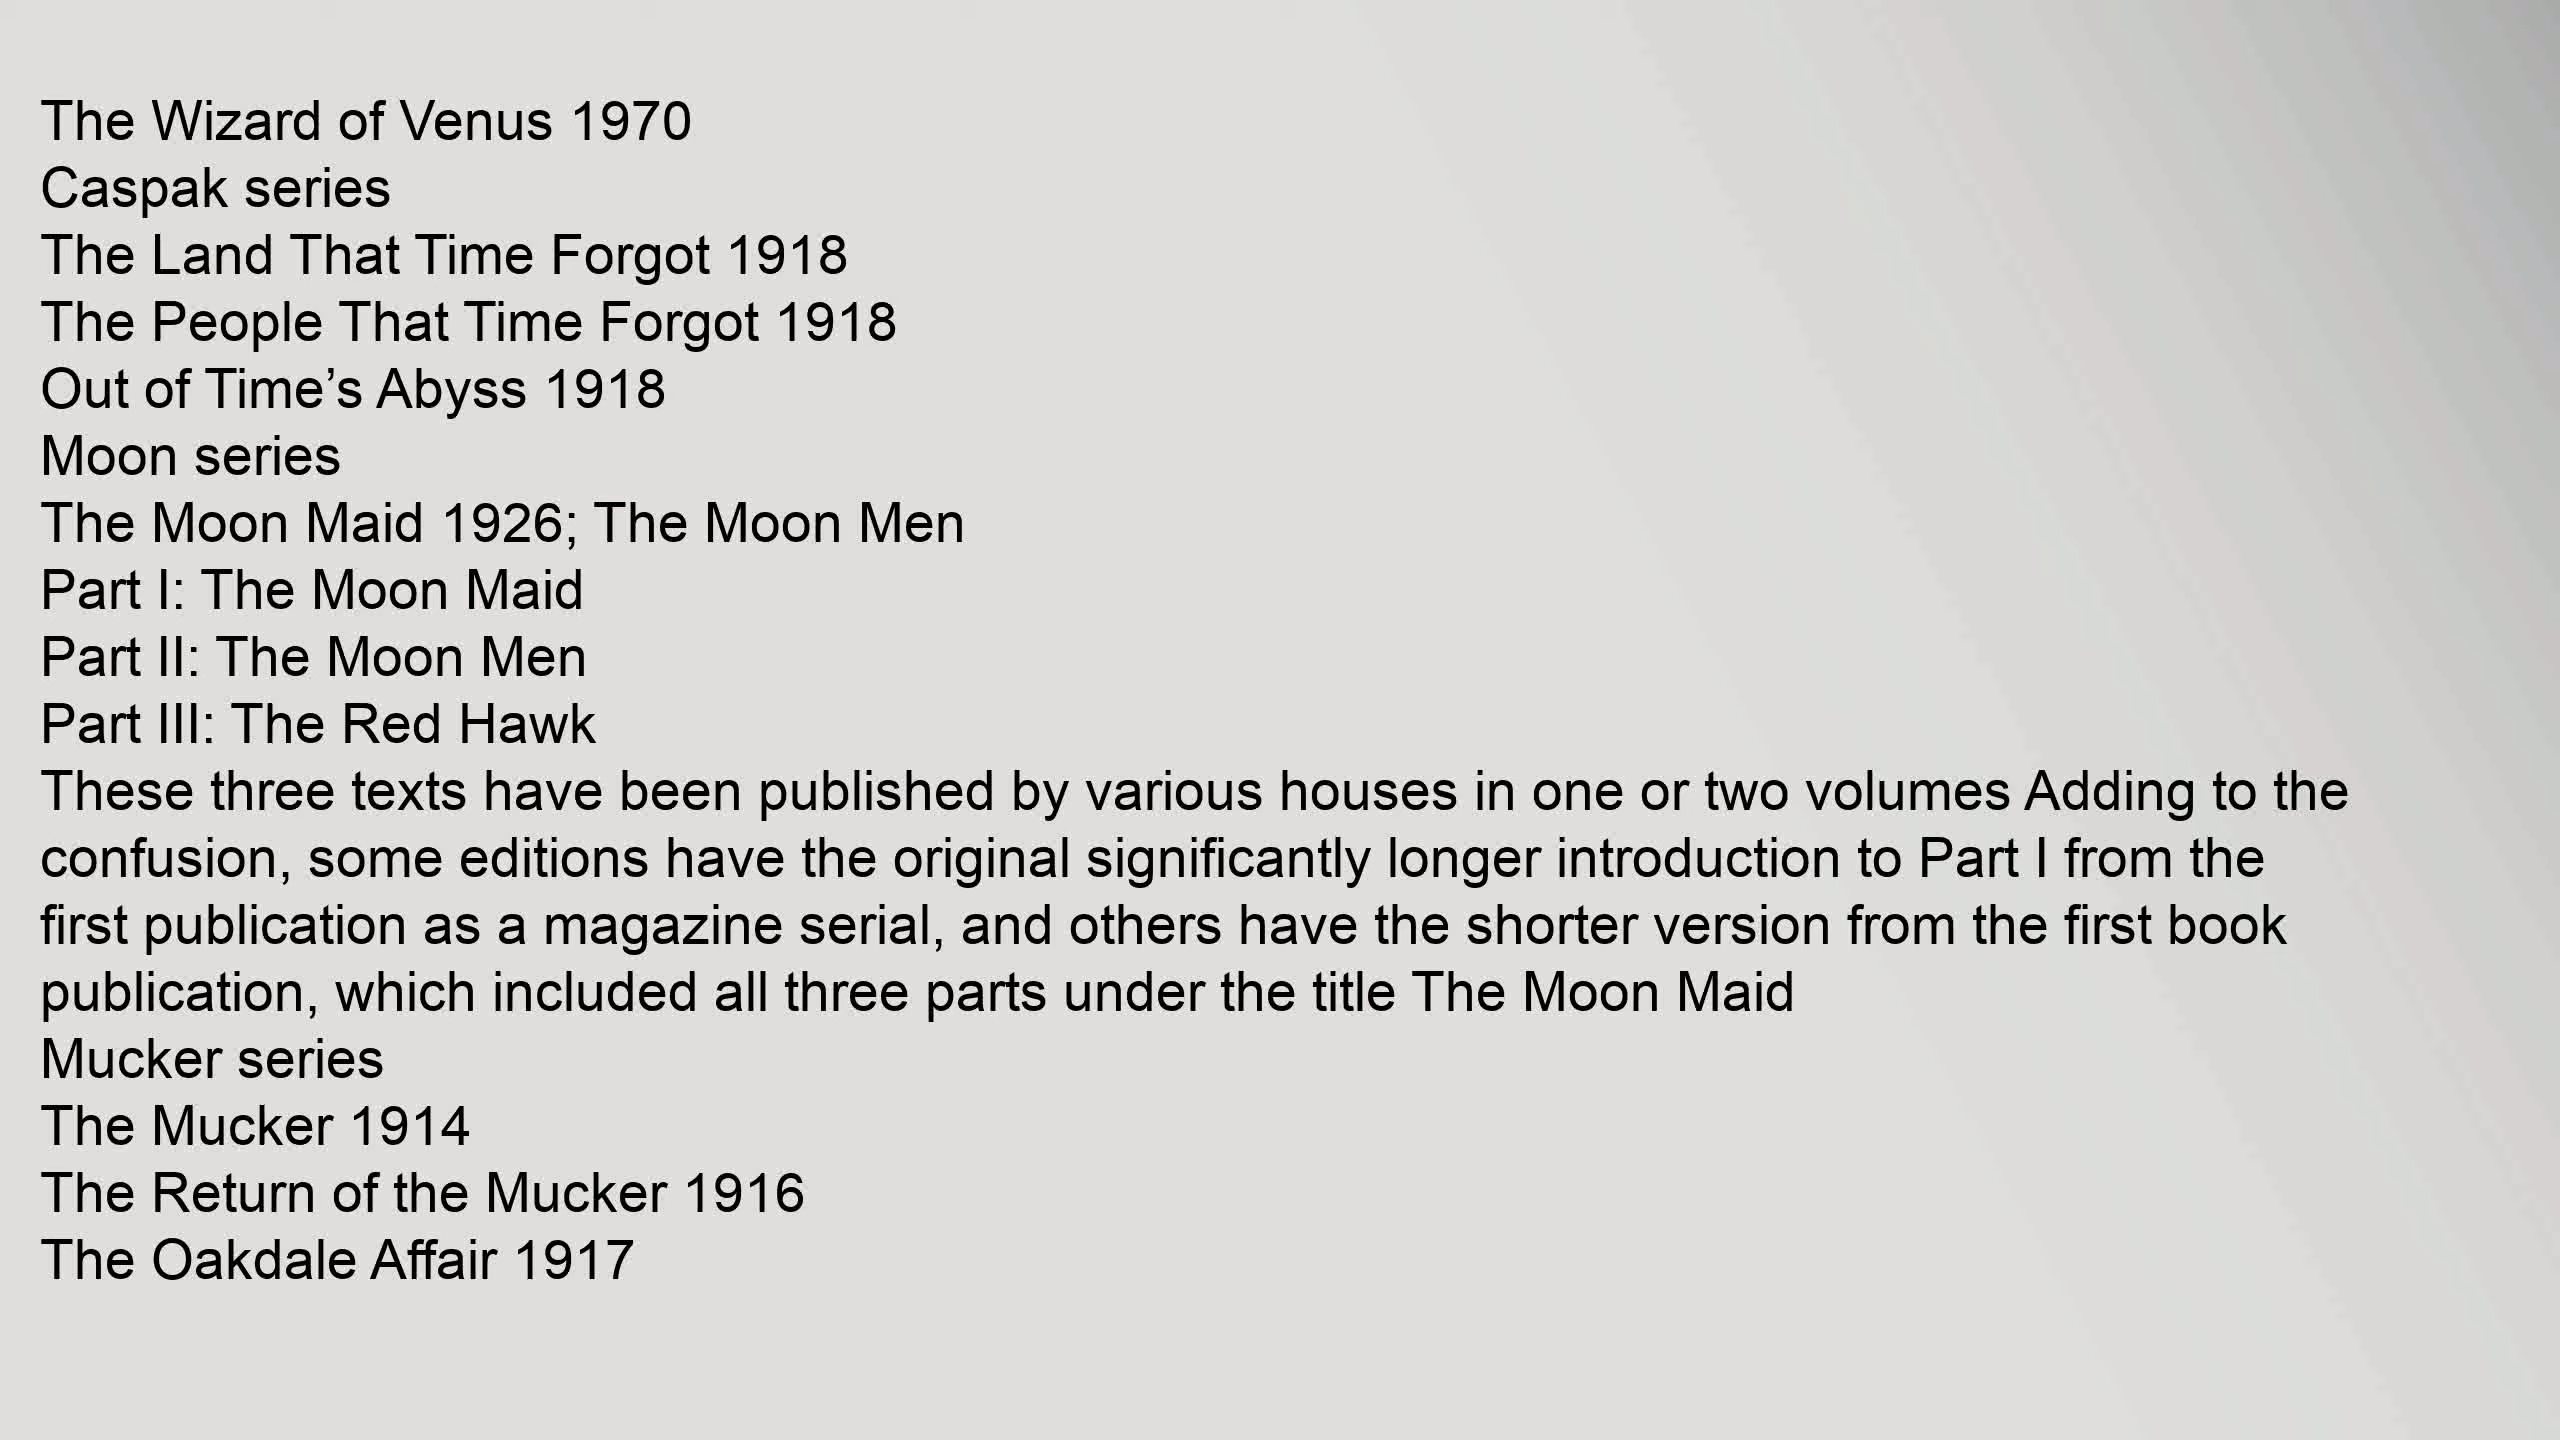 The Wizard of Venus 1970
Caspak series
The Land That Time Forgot 1918
The People That Time Forgot 1918
Out of Time’s Abyss 1918
Moon series
The Moon Maid 1926; The Moon Men
Part I: The Moon Maid
Part II: The Moon Men
Part III: The Red Hawk
These three texts have been published by various houses in one or two volumes Adding to the
confusion, some editions have the original significantly longer introduction to Part I from the
first publication as a magazine serial, and others have the shorter version from the first book
publication, which included all three parts under the title The Moon Maid
Mucker series
The Mucker 1914
The Return of the Mucker 1916
The Oakdale Affair 1917